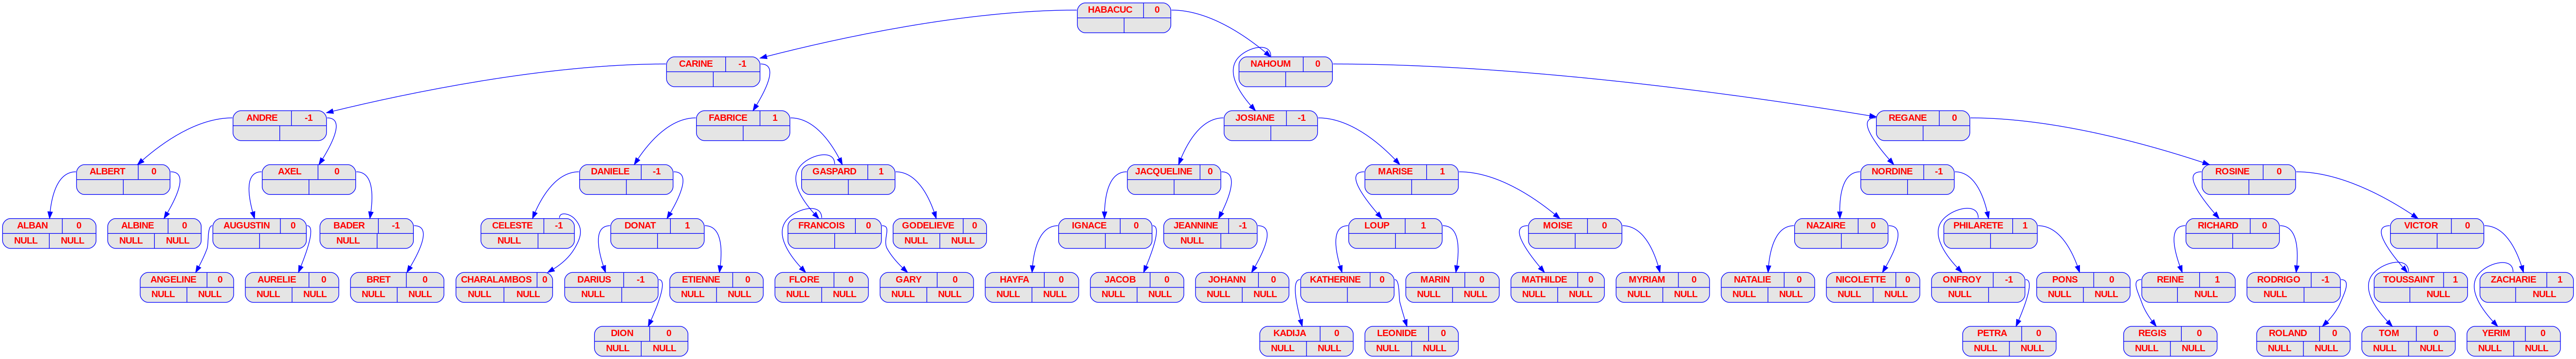 HABACUC 0
CARINE -1
NAHOUM 0
ANDRE -1
FABRICE 1
JOSIANE -1
REGANE 0
ALBERT 0
AXEL 0
DANIELE -1
GASPARD 1
JACQUELINE 0
MARISE 1
NORDINE -1
ROSINE 0
ALBAN 0
NULL NULL
ALBINE 0
NULL NULL
AUGUSTIN 0
BADER -1
NULL
CELESTE -1
NULL
DONAT 1
FRANCOIS 0
GODELIEVE 0
NULL NULL
IGNACE 0
JEANNINE -1
NULL
LOUP 1
MOISE 0
NAZAIRE 0
PHILARETE 1
RICHARD 0
VICTOR 0
ANGELINE 0
NULL NULL
AURELIE 0
NULL NULL
BRET 0
NULL NULL
CHARALAMBOS 0
NULL NULL
DARIUS -1
NULL
ETIENNE 0
NULL NULL
FLORE 0
NULL NULL
GARY 0
NULL NULL
HAYFA 0
NULL NULL
JACOB 0
NULL NULL
JOHANN 0
NULL NULL
KATHERINE 0
MARIN 0
NULL NULL
MATHILDE 0
NULL NULL
MYRIAM 0
NULL NULL
NATALIE 0
NULL NULL
NICOLETTE 0
NULL NULL
ONFROY -1
NULL
PONS 0
NULL NULL
REINE 1
NULL
RODRIGO -1
NULL
TOUSSAINT 1
NULL
ZACHARIE 1
NULL
DION 0
NULL NULL
KADIJA 0
NULL NULL
LEONIDE 0
NULL NULL
PETRA 0
NULL NULL
REGIS 0
NULL NULL
ROLAND 0
NULL NULL
TOM 0
NULL NULL
YERIM 0
NULL NULL